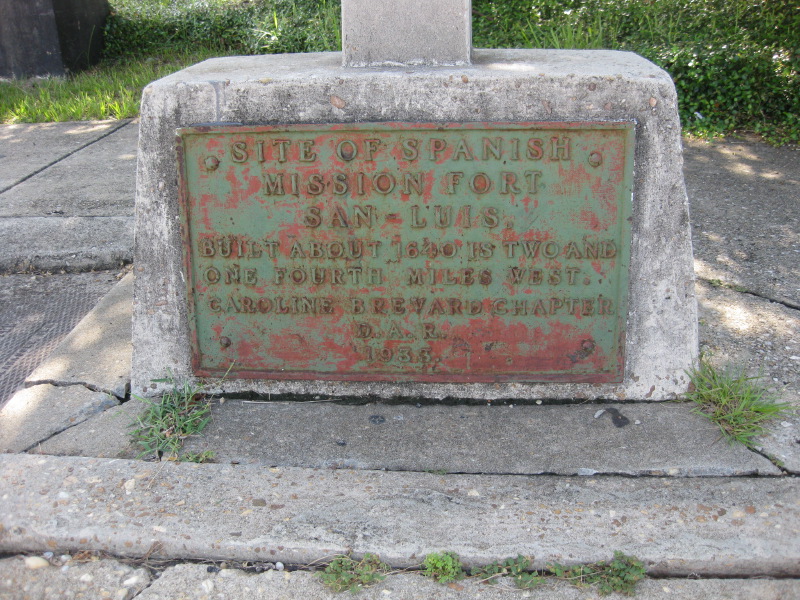 SITE OF SPANISH
MISSION FORT
SAN-LUIS,
BUILT ABOUT 1640 IS TWO AND
ONE FOURTH MILES WEST.
CAROLINE BREVARD CHAPTER
D.A.R.
1933.